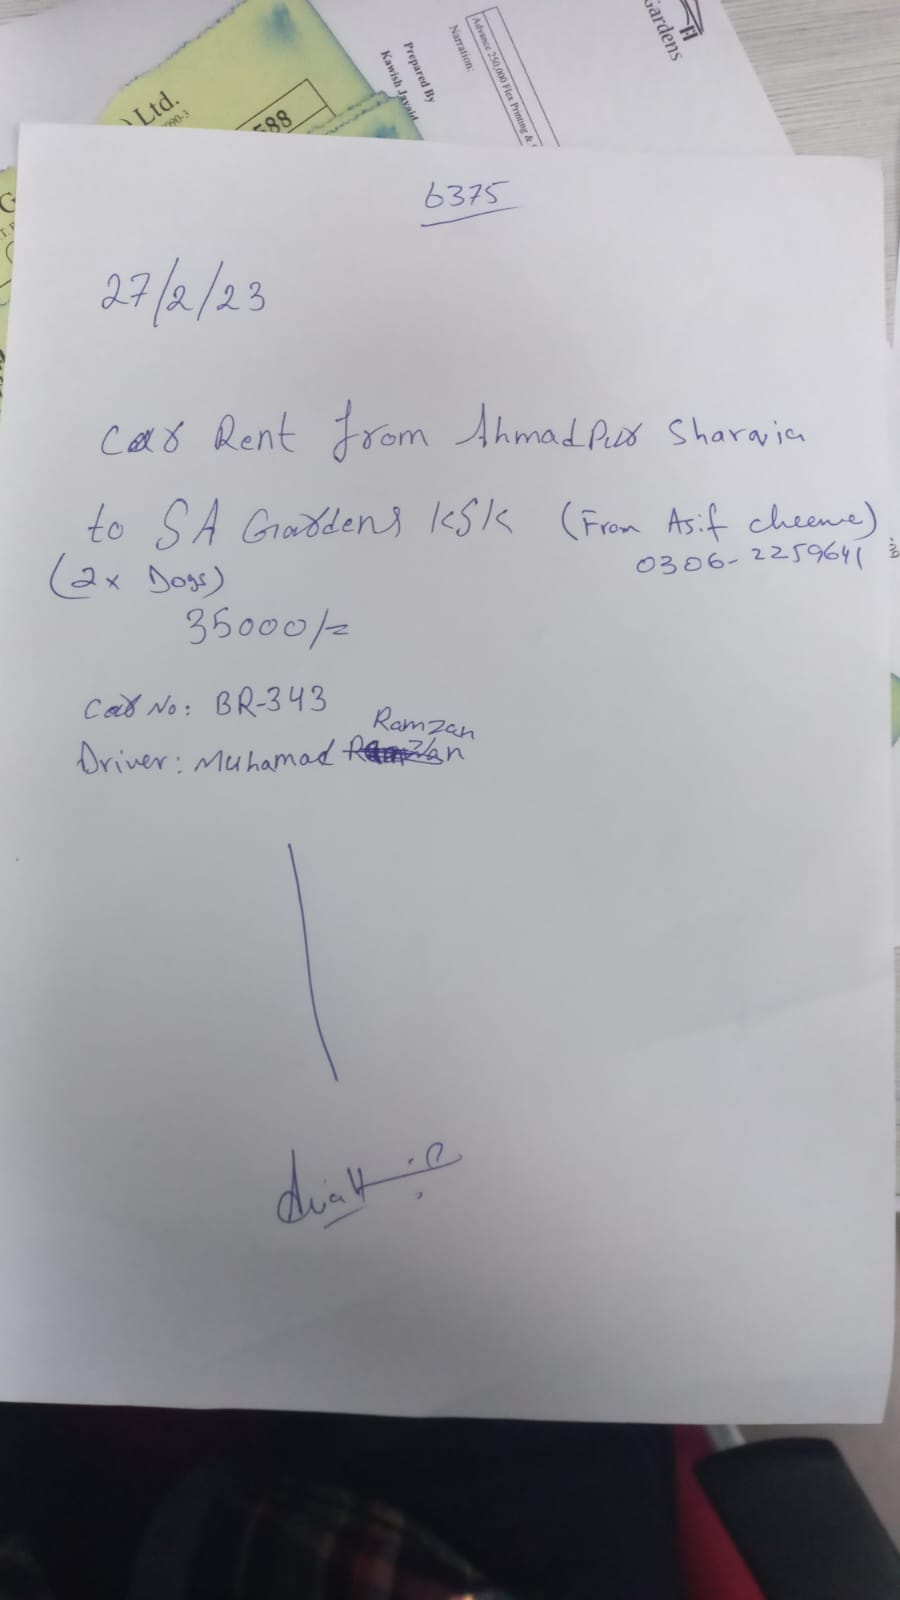 Gardens
Advance 250,000 Flex Printing &
Narration:
Prepared By
Kawish Javaid
Ltd.
588
6375
27/2/23
Car Rent from Ahmad Pur Sharqia
to SA Gardens KSK (From Asif cheema)
0306-2259641
(2x Dogs)
35000/=
Car No: BR-343
Ramzan
Driver: Muhamad